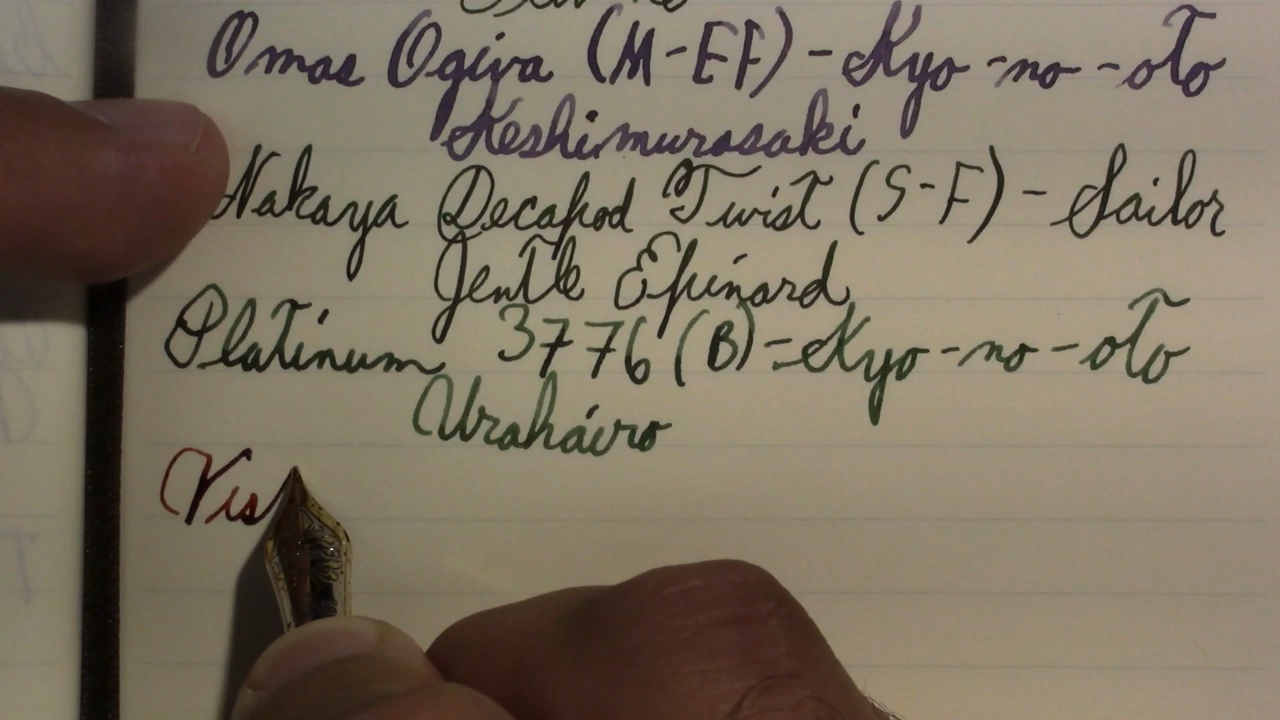 Omas Ogiva (M-EF) - Kyo-no-oto
Keshimurasaki
Nakaya Decapod Twist (S-F) - Sailor
Jentle Epinard
Platinum 3776 (B) - Kyo-no-oto
Urahairo
Vis